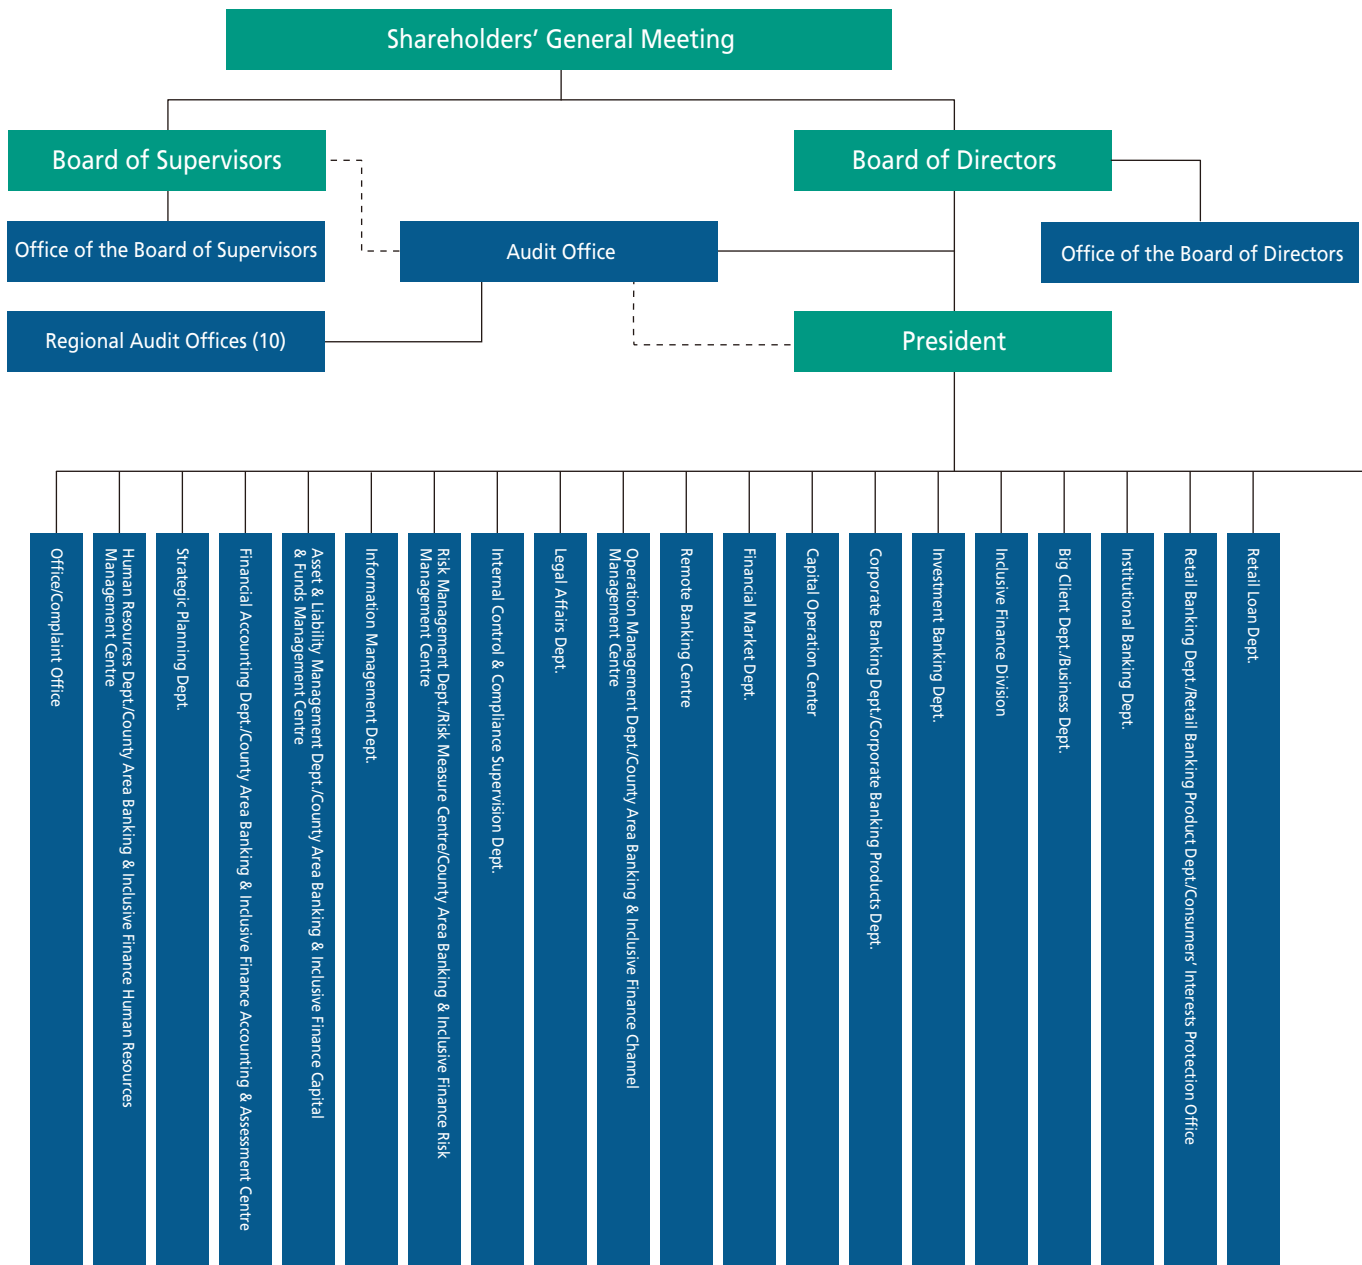 Shareholders’ General Meeting
Board of Supervisors
Board of Directors
Office of the Board of Supervisors
Audit Office
Office of the Board of Directors
Regional Audit Offices (10)
President
Office/Complaint Office
Human Resources Dept./County Area Banking & Inclusive Finance Human Resources
Management Centre
Strategic Planning Dept.
Financial Accounting Dept./County Area Banking & Inclusive Finance Accounting & Assessment Centre
Asset & Liability Management Dept./County Area Banking & Inclusive Finance Capital
& Funds Management Centre
Information Management Dept.
Risk Management Dept./Risk Measure Centre/County Area Banking & Inclusive Finance Risk
Management Centre
Internal Control & Compliance Supervision Dept.
Legal Affairs Dept.
Operation Management Dept./County Area Banking & Inclusive Finance Channel
Management Centre
Remote Banking Centre
Financial Market Dept.
Capital Operation Center
Corporate Banking Dept./Corporate Banking Products Dept.
Investment Banking Dept.
Inclusive Finance Division
Big Client Dept./Business Dept.
Institutional Banking Dept.
Retail Banking Dept./Retail Banking Product Dept./Consumers’ Interests Protection Office
Retail Loan Dept.